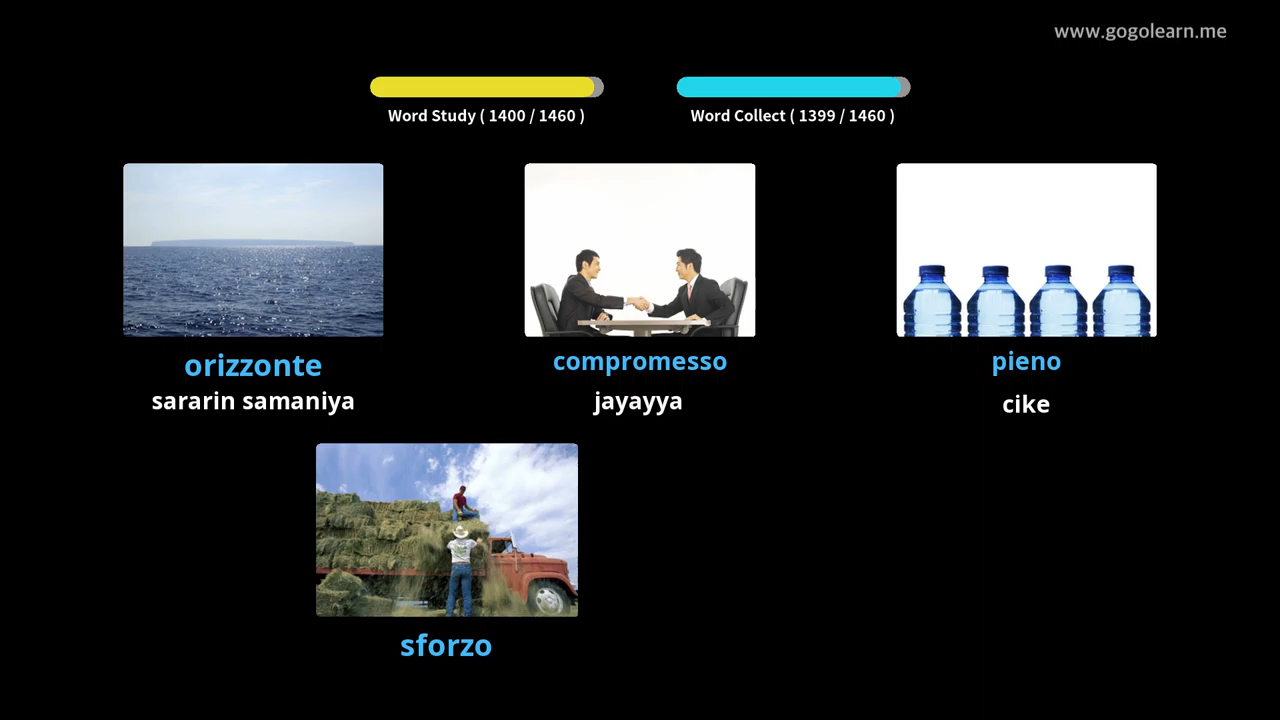 www.gogolearn.me
Word Study ( 1400 / 1460 )
Word Collect ( 1399 / 1460 )
orizzonte
sararin samaniya
compromesso
jayayya
pieno
cike
sforzo